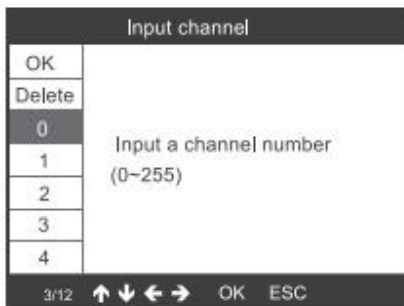 Input channel
OK
Delete
0
1
2
3
4
Input a channel number
(0~255)
3/12 ↑ ↓ ← → OK ESC